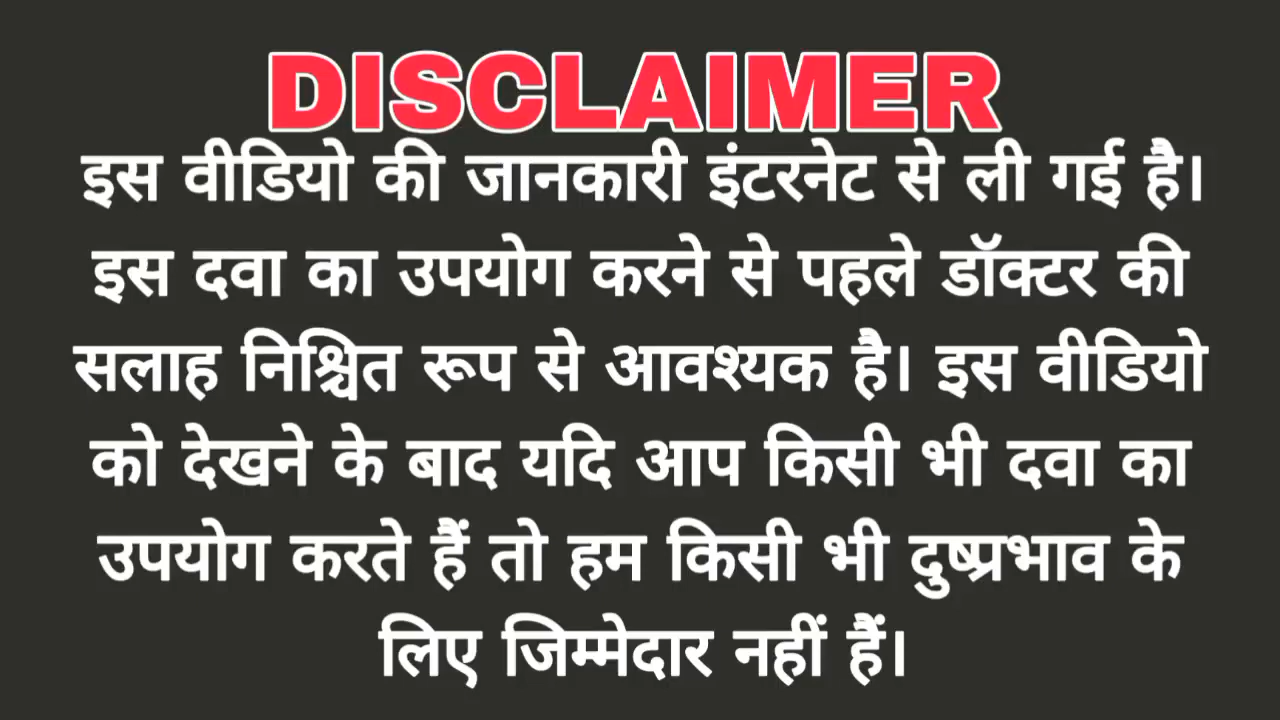 DISCLAIMER
इस वीडियो की जानकारी इंटरनेट से ली गई है।
इस दवा का उपयोग करने से पहले डॉक्टर की
सलाह निश्चित रूप से आवश्यक है। इस वीडियो
को देखने के बाद यदि आप किसी भी दवा का
उपयोग करते हैं तो हम किसी भी दुष्प्रभाव के
लिए जिम्मेदार नहीं हैं।